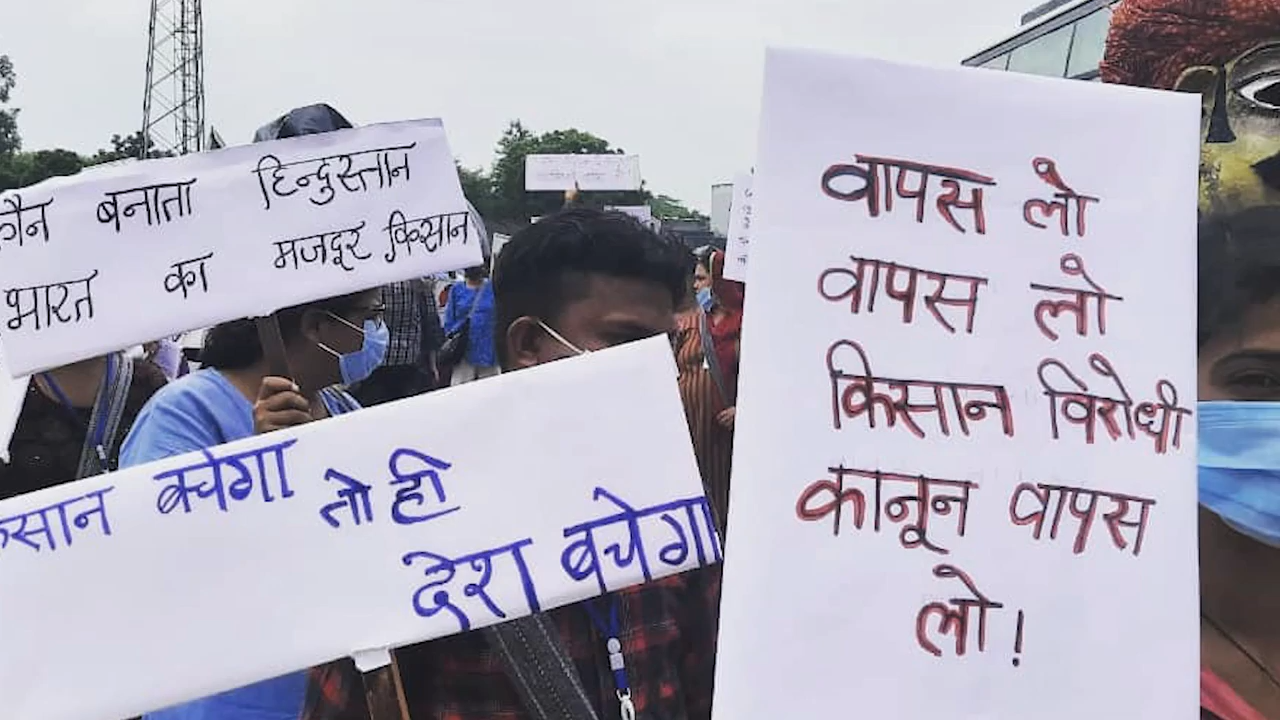 कौन बनाता हिन्दुस्तान
भारत का मजदूर किसान
किसान बचेगा तो ही
देश बचेगा
वापस लो
वापस लो
किसान विरोधी
कानून वापस
लो!